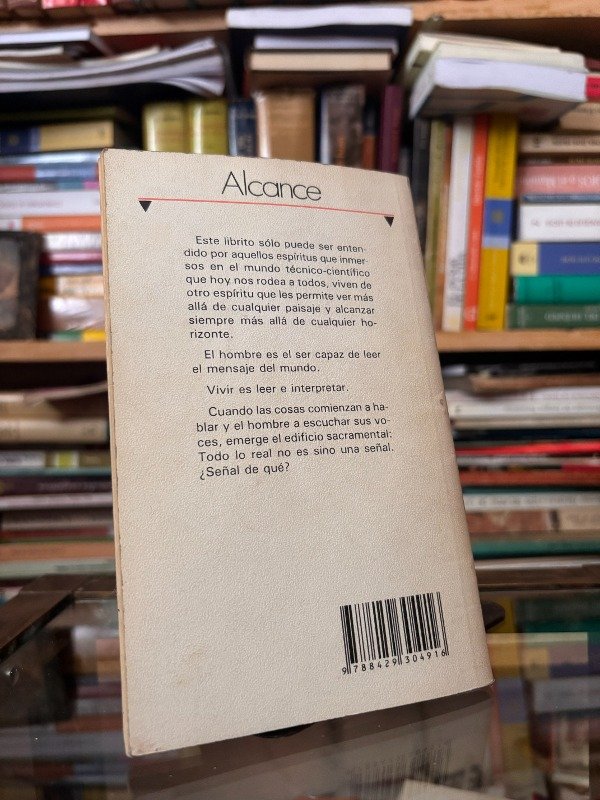 Alcance
Este librito sólo puede ser enten-
dido por aquellos espíritus que inmer-
sos en el mundo técnico-científico
que hoy nos rodea a todos, viven de
otro espíritu que les permite ver más
allá de cualquier paisaje y alcanzar
siempre más allá de cualquier ho-
rizonte.
El hombre es el ser capaz de leer
el mensaje del mundo.
Vivir es leer e interpretar.
Cuando las cosas comienzan a ha-
blar y el hombre a escuchar sus vo-
ces, emerge el edificio sacramental:
Todo lo real no es sino una señal.
¿Señal de qué?
9 788429 304916